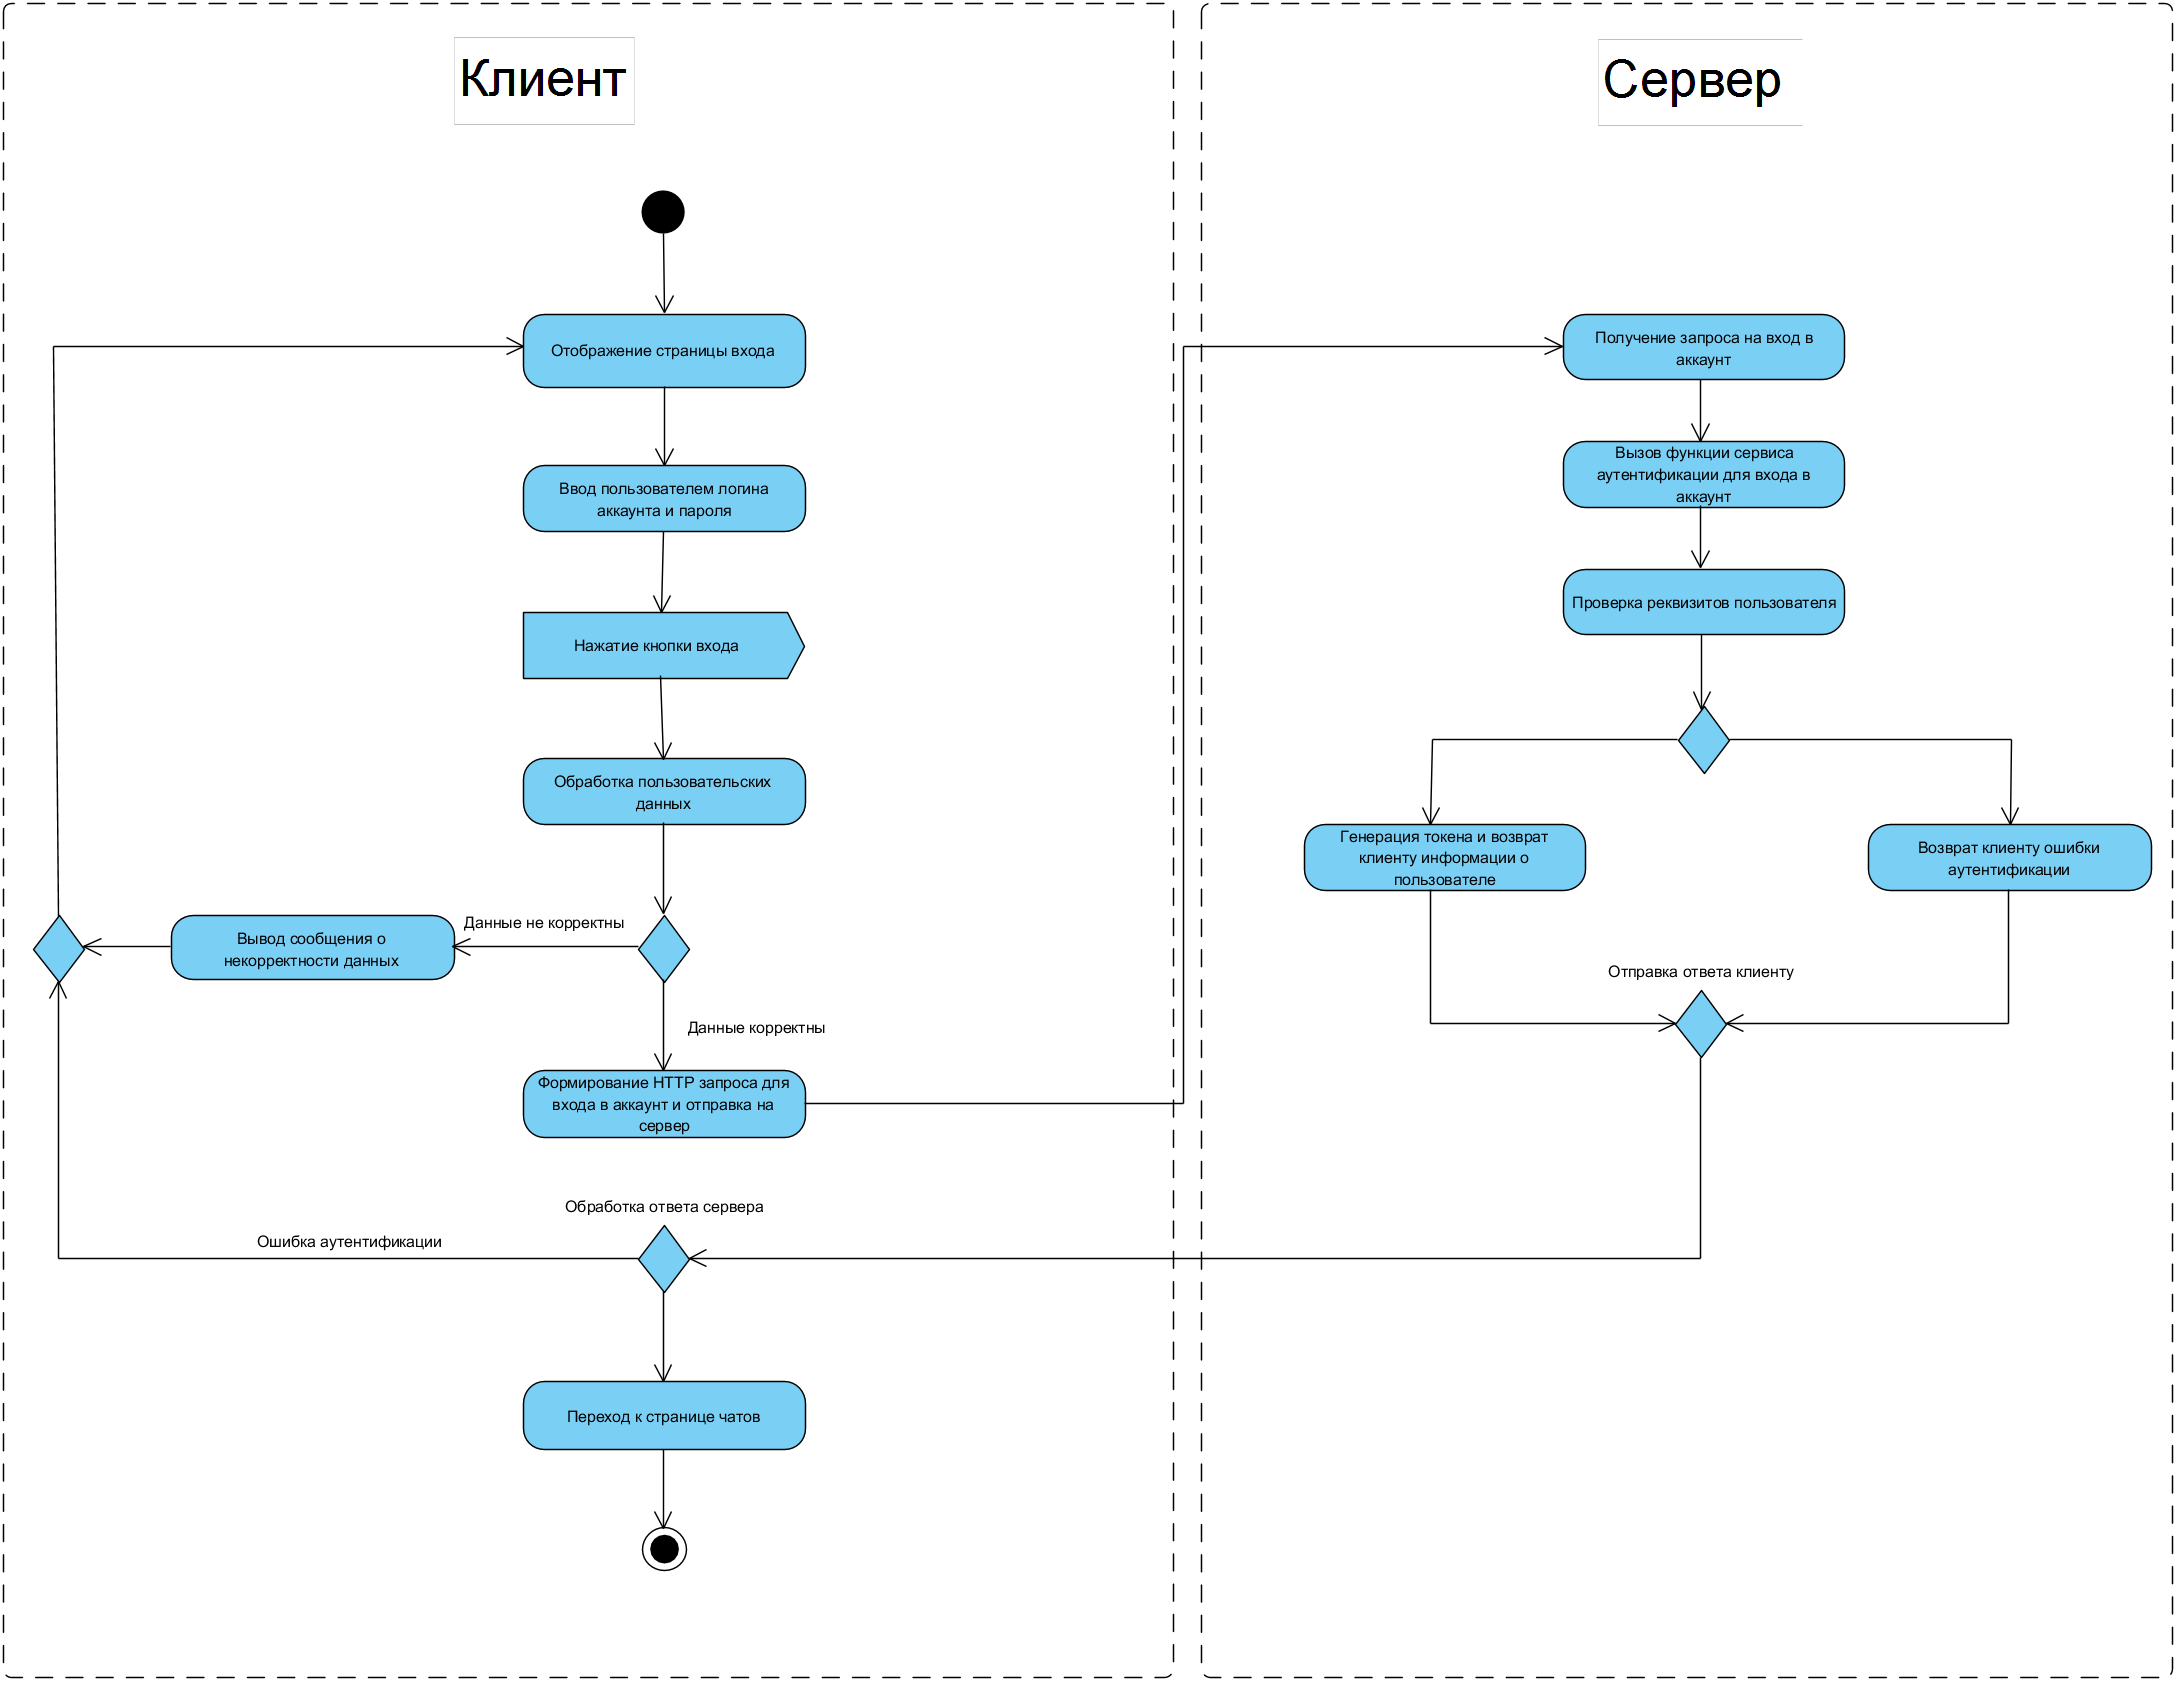 Клиент
Отображение страницы входа
Ввод пользователем логина
аккаунта и пароля
Нажатие кнопки входа
Обработка пользовательских
данных
Данные не корректны
Вывод сообщения о
некорректности данных
Данные корректны
Формирование HTTP запроса для
входа в аккаунт и отправка на
сервер
Обработка ответа сервера
Ошибка аутентификации
Переход к странице чатов
Сервер
Получение запроса на вход в
аккаунт
Вызов функции сервиса
аутентификации для входа в
аккаунт
Проверка реквизитов пользователя
Генерация токена и возврат
клиенту информации о
пользователе
Возврат клиенту ошибки
аутентификации
Отправка ответа клиенту